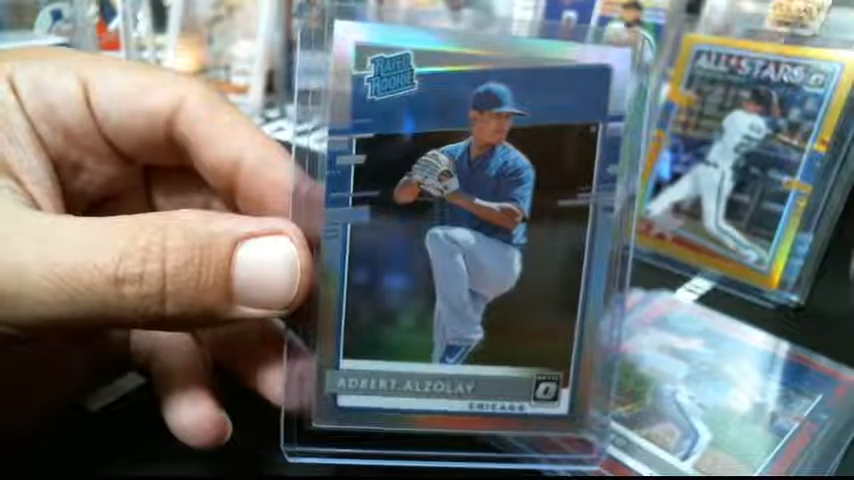 RATED
ROOKIE
ADBERT ALZOLAY
CHICAGO
ALL★STARS